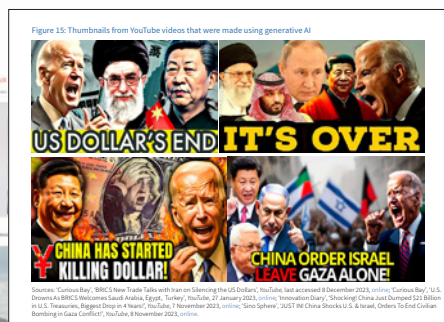 Figure 15: Thumbnails from YouTube videos that were made using generative AI
US DOLLAR'S END
IT'S OVER
¥ CHINA HAS STARTED
KILLING DOLLAR!
CHINA ORDER ISRAEL
LEAVE GAZA ALONE!
Sources: 'Curious Bay', 'BRICS New Trade Talks with Iran on Silencing the US Dollars', YouTube, last accessed 8 December 2023, online; 'Curious Bay', 'U.S.
Drowns As BRICS Welcomes Saudi Arabia, Egypt, Turkey', YouTube, 27 January 2023, online; 'Innovation Diary', 'Shocking! China Just Dumped $21 Billion
in U.S. Treasuries, Biggest Drop in 4 Years!', YouTube, 7 November 2023, online; 'Sino Sphere', 'JUST IN! China Shocks U.S. & Israel, Orders To End Civilian
Bombing in Gaza Conflict!', YouTube, 8 November 2023, online.